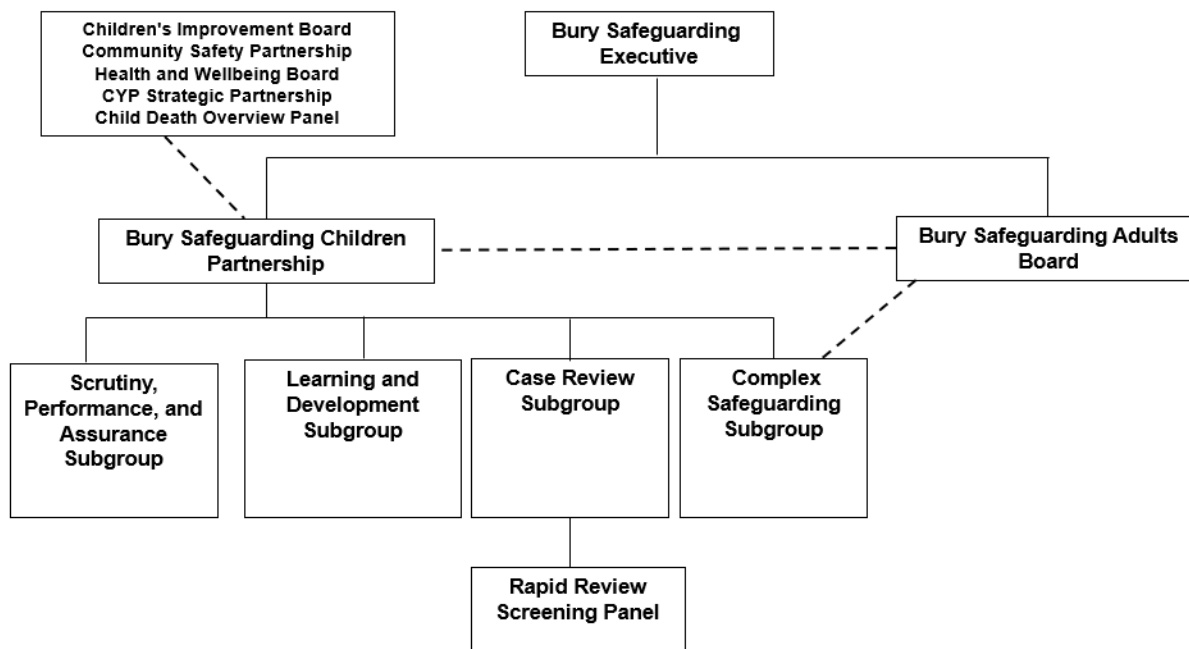 Children's Improvement Board
Community Safety Partnership
Health and Wellbeing Board
CYP Strategic Partnership
Child Death Overview Panel
Bury Safeguarding
Executive
Bury Safeguarding Children
Partnership
Bury Safeguarding Adults
Board
Scrutiny,
Performance, and
Assurance
Subgroup
Learning and
Development
Subgroup
Case Review
Subgroup
Complex
Safeguarding
Subgroup
Rapid Review
Screening Panel